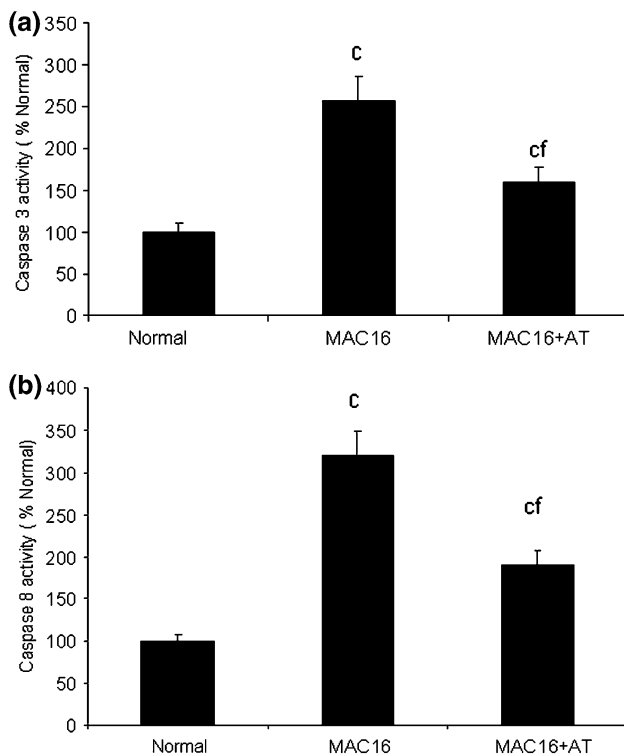 (a)
Caspase 3 activity ( % Normal)
350
300
250
200
150
100
50
0
c
cf
Normal MAC16 MAC16+AT
(b)
Caspase 8 activity ( % Normal)
400
350
300
250
200
150
100
50
0
c
cf
Normal MAC16 MAC16+AT